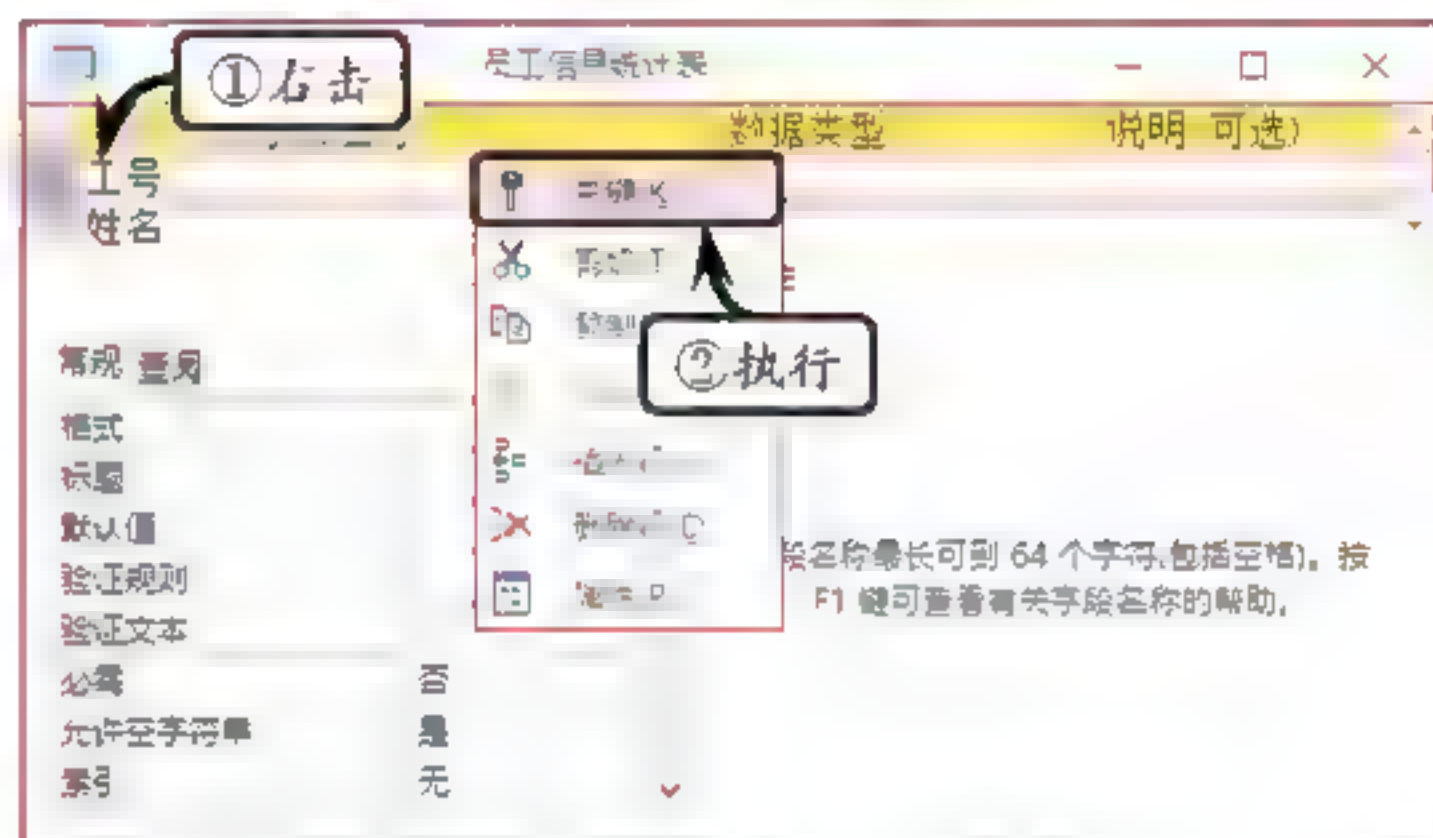 ①右击
员工信息统计表
数据类型 说明 可选)
工号
姓名
②执行
常规 查阅
格式
标题
默认值
验证规则
验证文本
必需 否
允许空字符串 是
索引 无
段名称最长可到 64 个字符(包括空格)。按
F1 键可查看有关字段名称的帮助。